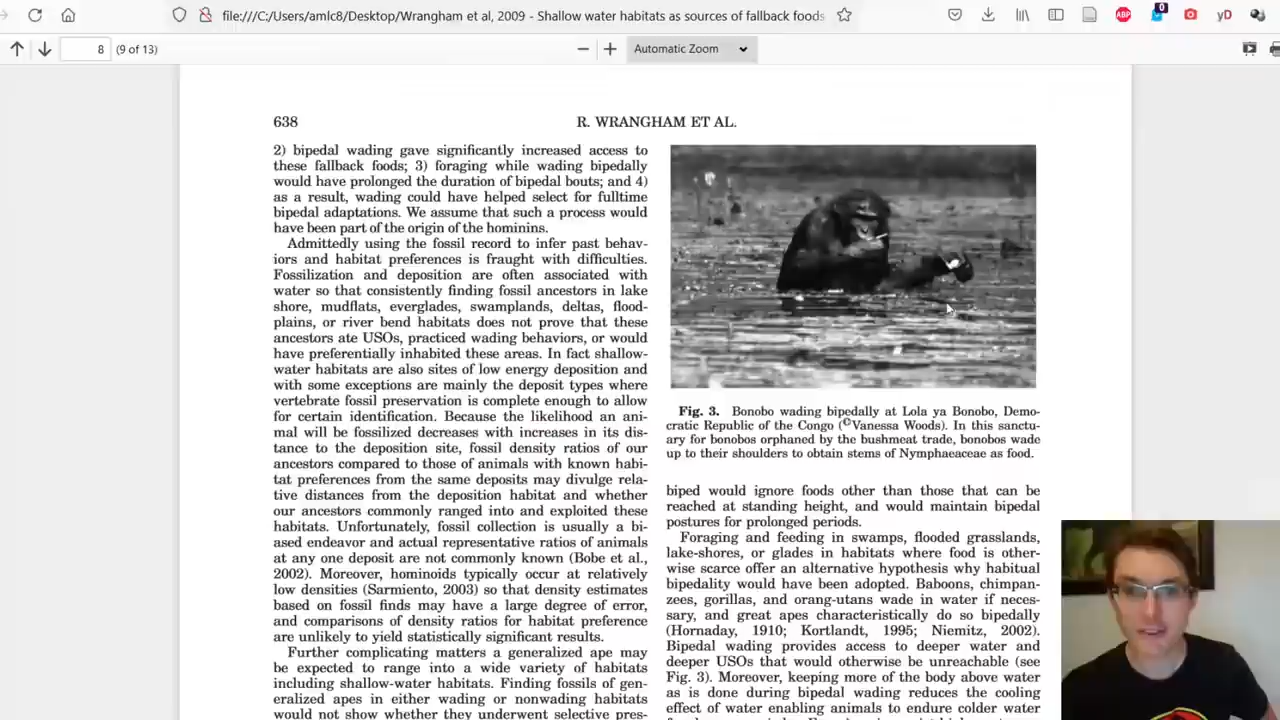 file:///C:/Users/amlc8/Desktop/Wrangham et al, 2009 - Shallow water habitats as sources of fallback foods
ABP
0
yD
8
(9 of 13)
Automatic Zoom
638
R. WRANGHAM ET AL.
2) bipedal wading gave significantly increased access to
these fallback foods; 3) foraging while wading bipedally
would have prolonged the duration of bipedal bouts; and 4)
as a result, wading could have helped select for fulltime
bipedal adaptations. We assume that such a process would
have been part of the origin of the hominins.
Admittedly using the fossil record to infer past behav-
iors and habitat preferences is fraught with difficulties.
Fossilization and deposition are often associated with
water so that consistently finding fossil ancestors in lake
shore, mudflats, everglades, swamplands, deltas, flood-
plains, or river bend habitats does not prove that these
ancestors ate USOs, practiced wading behaviors, or would
have preferentially inhabited these areas. In fact shallow-
water habitats are also sites of low energy deposition and
with some exceptions are mainly the deposit types where
vertebrate fossil preservation is complete enough to allow
for certain identification. Because the likelihood an ani-
mal will be fossilized decreases with increases in its dis-
tance to the deposition site, fossil density ratios of our
ancestors compared to those of animals with known habi-
tat preferences from the same deposits may divulge rela-
tive distances from the deposition habitat and whether
our ancestors commonly ranged into and exploited these
habitats. Unfortunately, fossil collection is usually a bi-
ased endeavor and actual representative ratios of animals
at any one deposit are not commonly known (Bobe et al.,
2002). Moreover, hominoids typically occur at relatively
low densities (Sarmiento, 2003) so that density estimates
based on fossil finds may have a large degree of error,
and comparisons of density ratios for habitat preference
are unlikely to yield statistically significant results.
Further complicating matters a generalized ape may
be expected to range into a wide variety of habitats
including shallow-water habitats. Finding fossils of gen-
eralized apes in either wading or nonwading habitats
would not show whether they underwent selective pres-
Fig. 3. Bonobo wading bipedally at Lola ya Bonobo, Demo-
cratic Republic of the Congo (©Vanessa Woods). In this sanctu-
ary for bonobos orphaned by the bushmeat trade, bonobos wade
up to their shoulders to obtain stems of Nymphaeaceae as food.
biped would ignore foods other than those that can be
reached at standing height, and would maintain bipedal
postures for prolonged periods.
Foraging and feeding in swamps, flooded grasslands,
lake-shores, or glades in habitats where food is other-
wise scarce offer an alternative hypothesis why habitual
bipedality would have been adopted. Baboons, chimpan-
zees, gorillas, and orang-utans wade in water if neces-
sary, and great apes characteristically do so bipedally
(Hornaday, 1910; Kortlandt, 1995; Niemitz, 2002).
Bipedal wading provides access to deeper water and
deeper USOs that would otherwise be unreachable (see
Fig. 3). Moreover, keeping more of the body above water
as is done during bipedal wading reduces the cooling
effect of water enabling animals to endure colder water